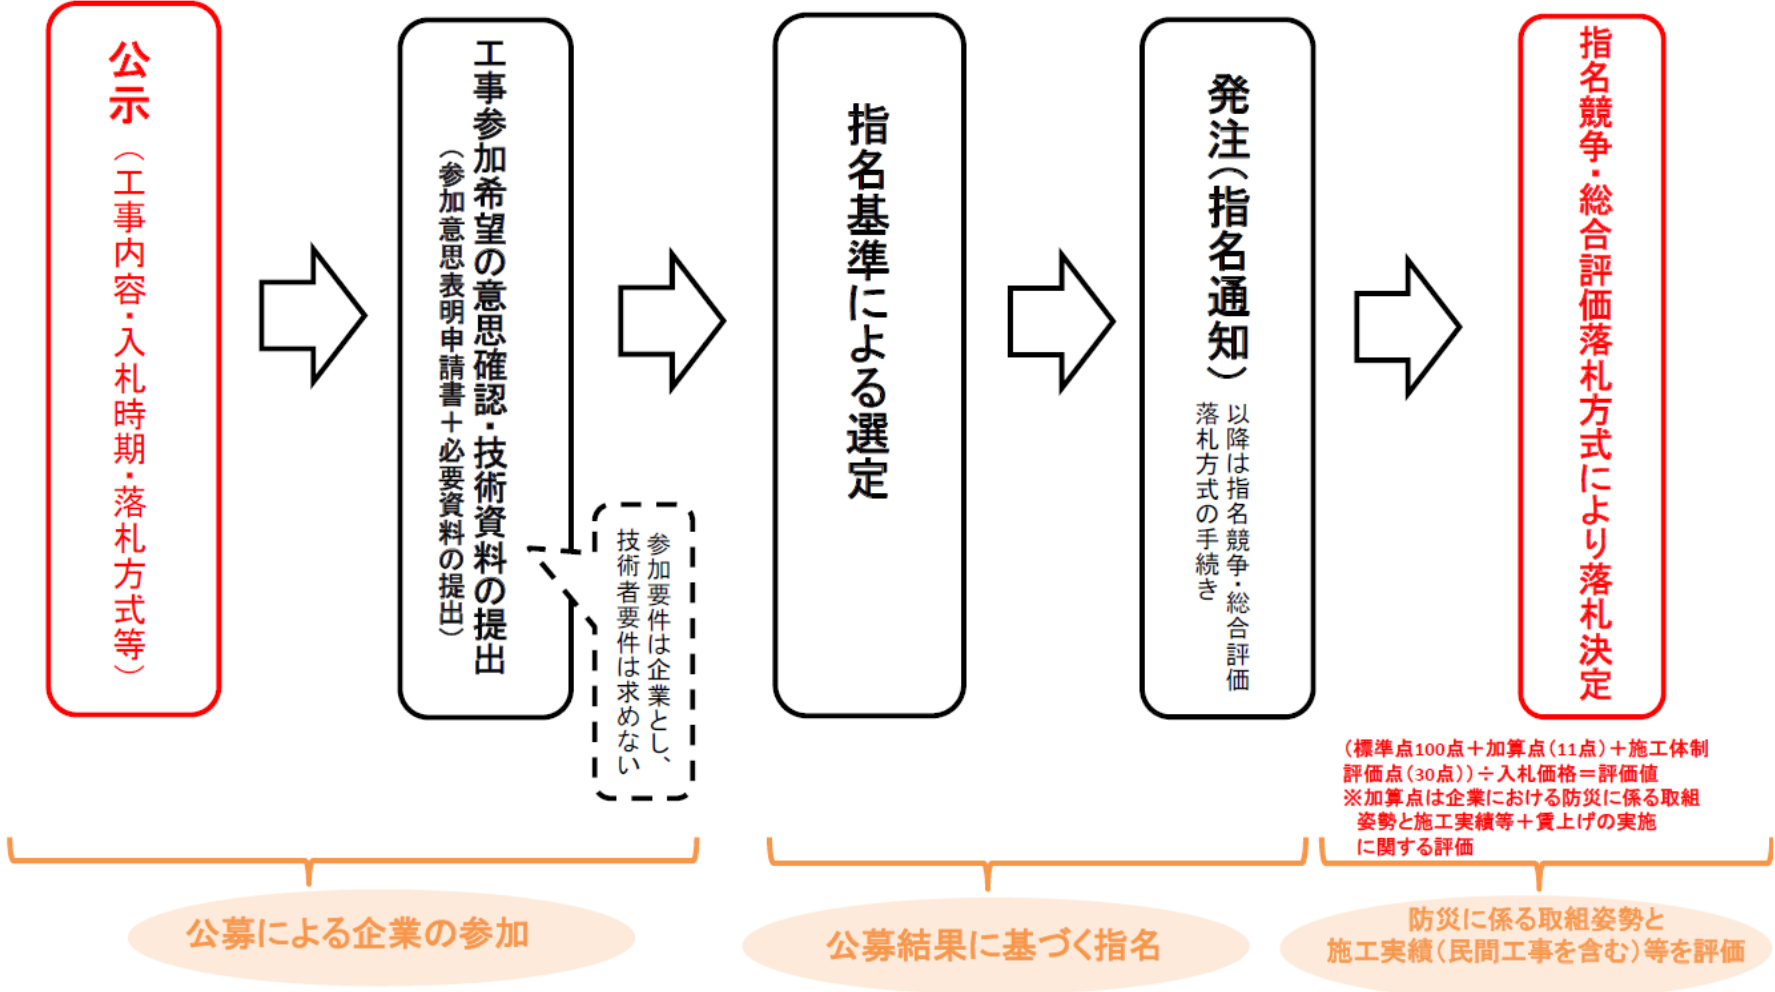 公示（工事内容・入札時期・落札方式等）
工事参加希望の意思確認・技術資料の提出
（参加意思表明申請書＋必要資料の提出）
参加要件は企業とし、
技術者要件は求めない
指名基準による選定
発注（指名通知）
以降は指名競争・総合評価
落札方式の手続き
指名競争・総合評価落札方式により落札決定
（標準点100点＋加算点（11点）＋施工体制
評価点（30点））÷入札価格＝評価値
※加算点は企業における防災に係る取組
姿勢と施工実績等＋賃上げの実施
に関する評価
公募による企業の参加
公募結果に基づく指名
防災に係る取組姿勢と
施工実績（民間工事を含む）等を評価